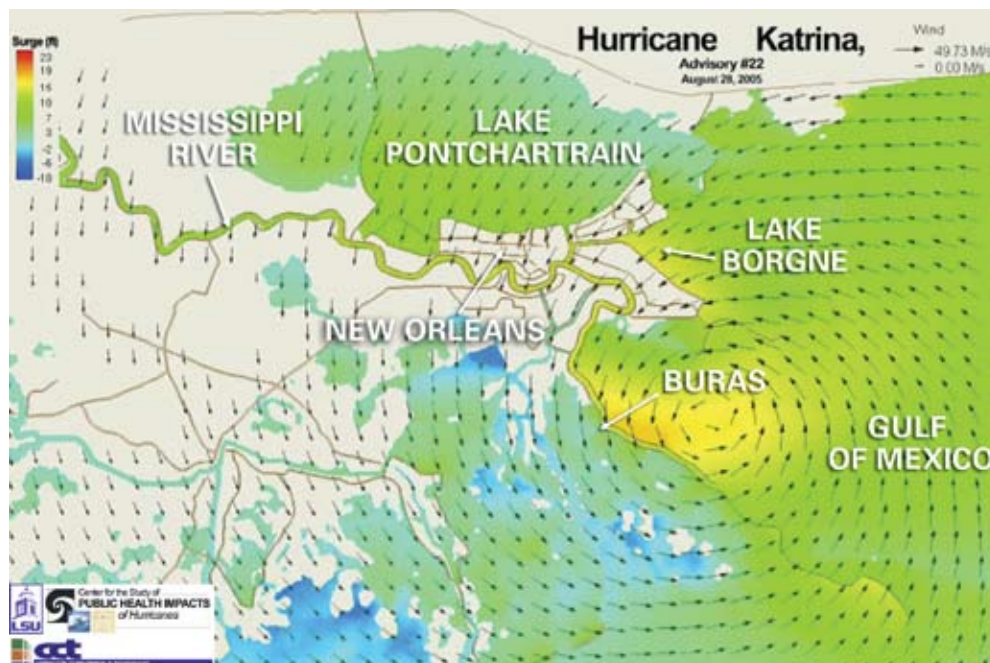 Hurricane Katrina,
Advisory #22
August 28, 2005
Wind
49.73 M/s
0.00 M/s
Surge (ft)
23
19
16
10
7
3
-2
-6
-10
MISSISSIPPI
RIVER
LAKE
PONTCHARTRAIN
LAKE
BORGNE
NEW ORLEANS
BURAS
GULF
OF MEXICO
LSU
Center for the Study of
PUBLIC HEALTH IMPACTS
of Hurricanes
cct